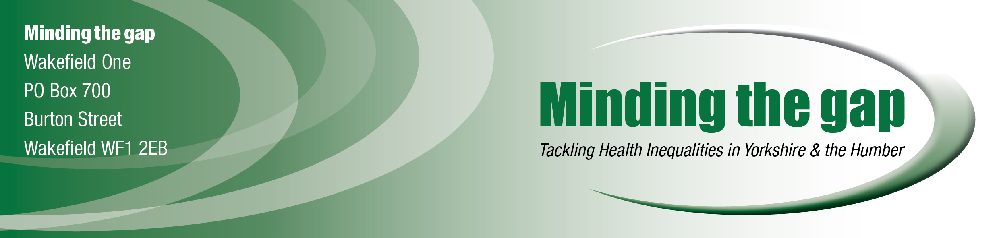 Minding the gap
Wakefield One
PO Box 700
Burton Street
Wakefield WF1 2EB
Minding the gap
Tackling Health Inequalities in Yorkshire & the Humber